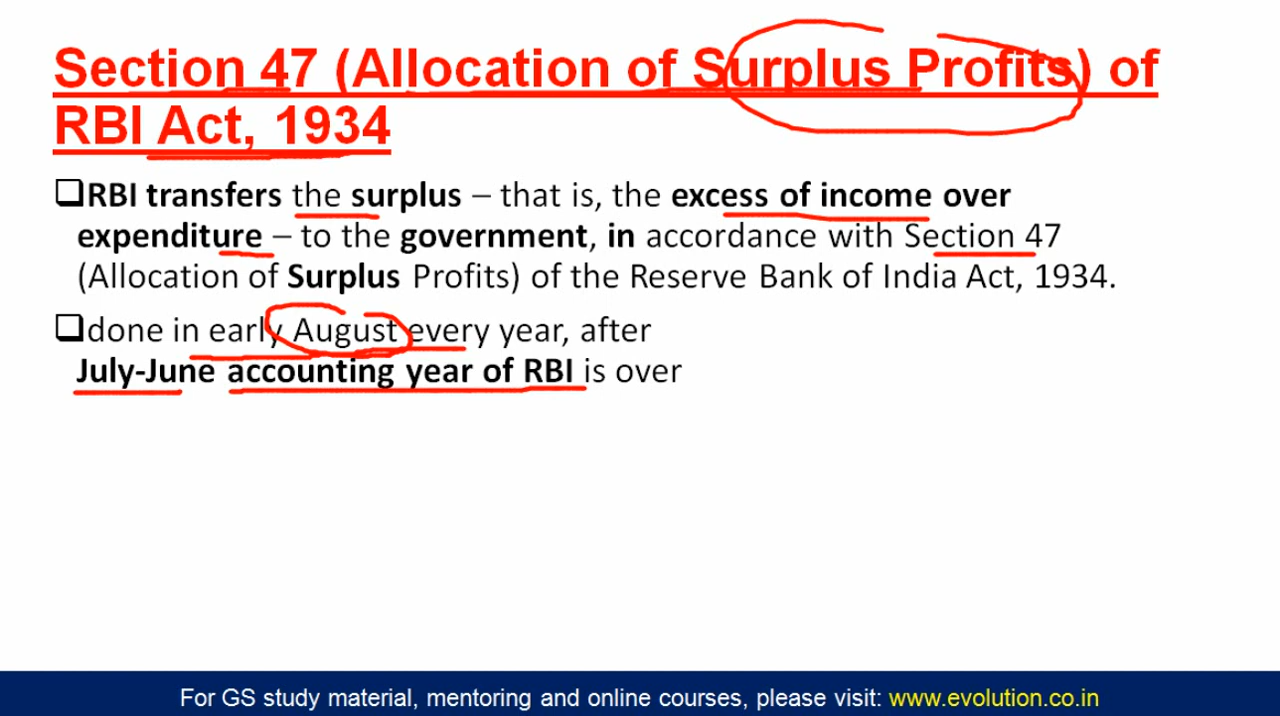 Section 47 (Allocation of Surplus Profits) of
RBI Act, 1934
❑RBI transfers the surplus – that is, the excess of income over
expenditure – to the government, in accordance with Section 47
(Allocation of Surplus Profits) of the Reserve Bank of India Act, 1934.
❑done in early August every year, after
July-June accounting year of RBI is over
For GS study material, mentoring and online courses, please visit: www.evolution.co.in